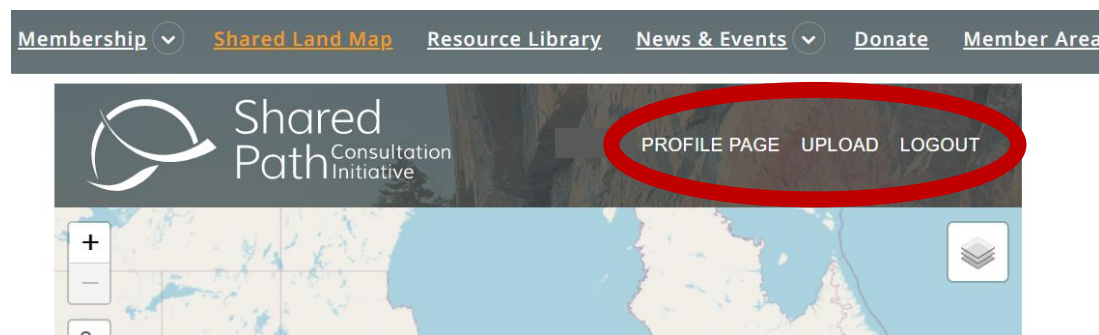 Membership Shared Land Map Resource Library News & Events Donate Member Area
Shared
Path Consultation
Initiative
PROFILE PAGE UPLOAD LOGOUT
+
−